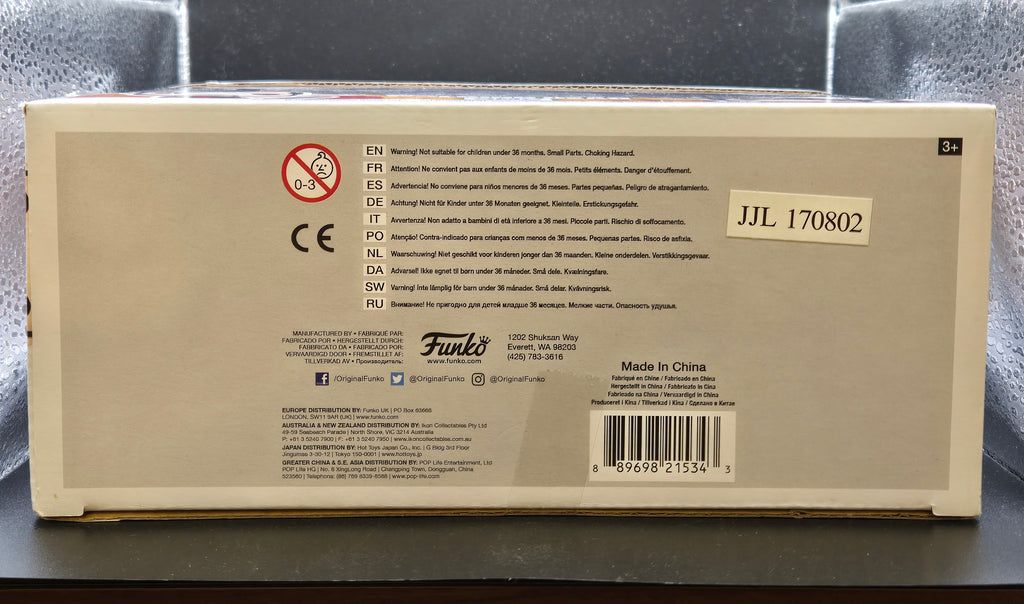 0-3
EN Warning! Not suitable for children under 36 months. Small Parts. Choking Hazard.
FR Attention! Ne convient pas aux enfants de moins de 36 mois. Petits éléments. Danger d'étouffement.
ES Advertencia! No conviene para niños menores de 36 meses. Partes pequeñas. Peligro de atragantamiento.
DE Achtung! Nicht für Kinder unter 36 Monaten geeignet. Kleinteile. Erstickungsgefahr.
IT Avvertenza! Non adatto a bambini di età inferiore a 36 mesi. Piccole parti. Rischio di soffocamento.
PO Atenção! Contra-indicado para crianças com menos de 36 meses. Pequenas partes. Risco de asfixia.
NL Waarschuwing! Niet geschikt voor kinderen jonger dan 36 maanden. Kleine onderdelen. Verstikkingsgevaar.
DA Advarsel! Ikke egnet til børn under 36 måneder. Små dele. Kvælningsfare.
SW Varning! Inte lämplig för barn under 36 månader. Små delar. Kvävningsrisk.
RU Внимание! Не пригодно для детей младше 36 месяцев. Мелкие части. Опасность удушья.
CE
3+
JJL 170802
MANUFACTURED BY • FABRIQUÉ PAR:
FABRICADO POR • HERGESTELLT DURCH:
FABBRICATO DA • FABRICADO POR:
VERVAARDIGD DOOR • FREMSTILLET AF:
TILLVERKAD AV • Производитель:
Funko
www.funko.com
1202 Shuksan Way
Everett, WA 98203
(425) 783-3616
/OriginalFunko @OriginalFunko @OriginalFunko
EUROPE DISTRIBUTION BY: Funko UK | PO Box 63666
LONDON, SW11 9AR (UK) | www.funko.com
AUSTRALIA & NEW ZEALAND DISTRIBUTION BY: Ikon Collectables Pty Ltd
49-59 Seabeach Parade | North Shore, VIC 3214 Australia
P: +61 3 5240 7900 | F: +61 3 5240 7950 | www.ikoncollectables.com.au
JAPAN DISTRIBUTION BY: Hot Toys Japan Co., Inc. | G Bldg 3rd Floor
Jingumae 3-30-12 | Tokyo 150-0001 | www.hottoys.jp
GREATER CHINA & S.E. ASIA DISTRIBUTION BY: POP Life Entertainment, Ltd
POP Life HQ | No. 8 XingLong Road | Changping Town, Dongguan, China
523560 | Telephone: (86) 769 8339-8588 | www.pop-life.com
Made In China
Fabriqué en Chine / Fabricado en China
Hergestellt in China / Fabbricato in Cina
Fabricado na China / Vervaardigd in China
Produceret i Kina / Tillverkad i Kina / Сделано в Китае
8 89698 21534 3